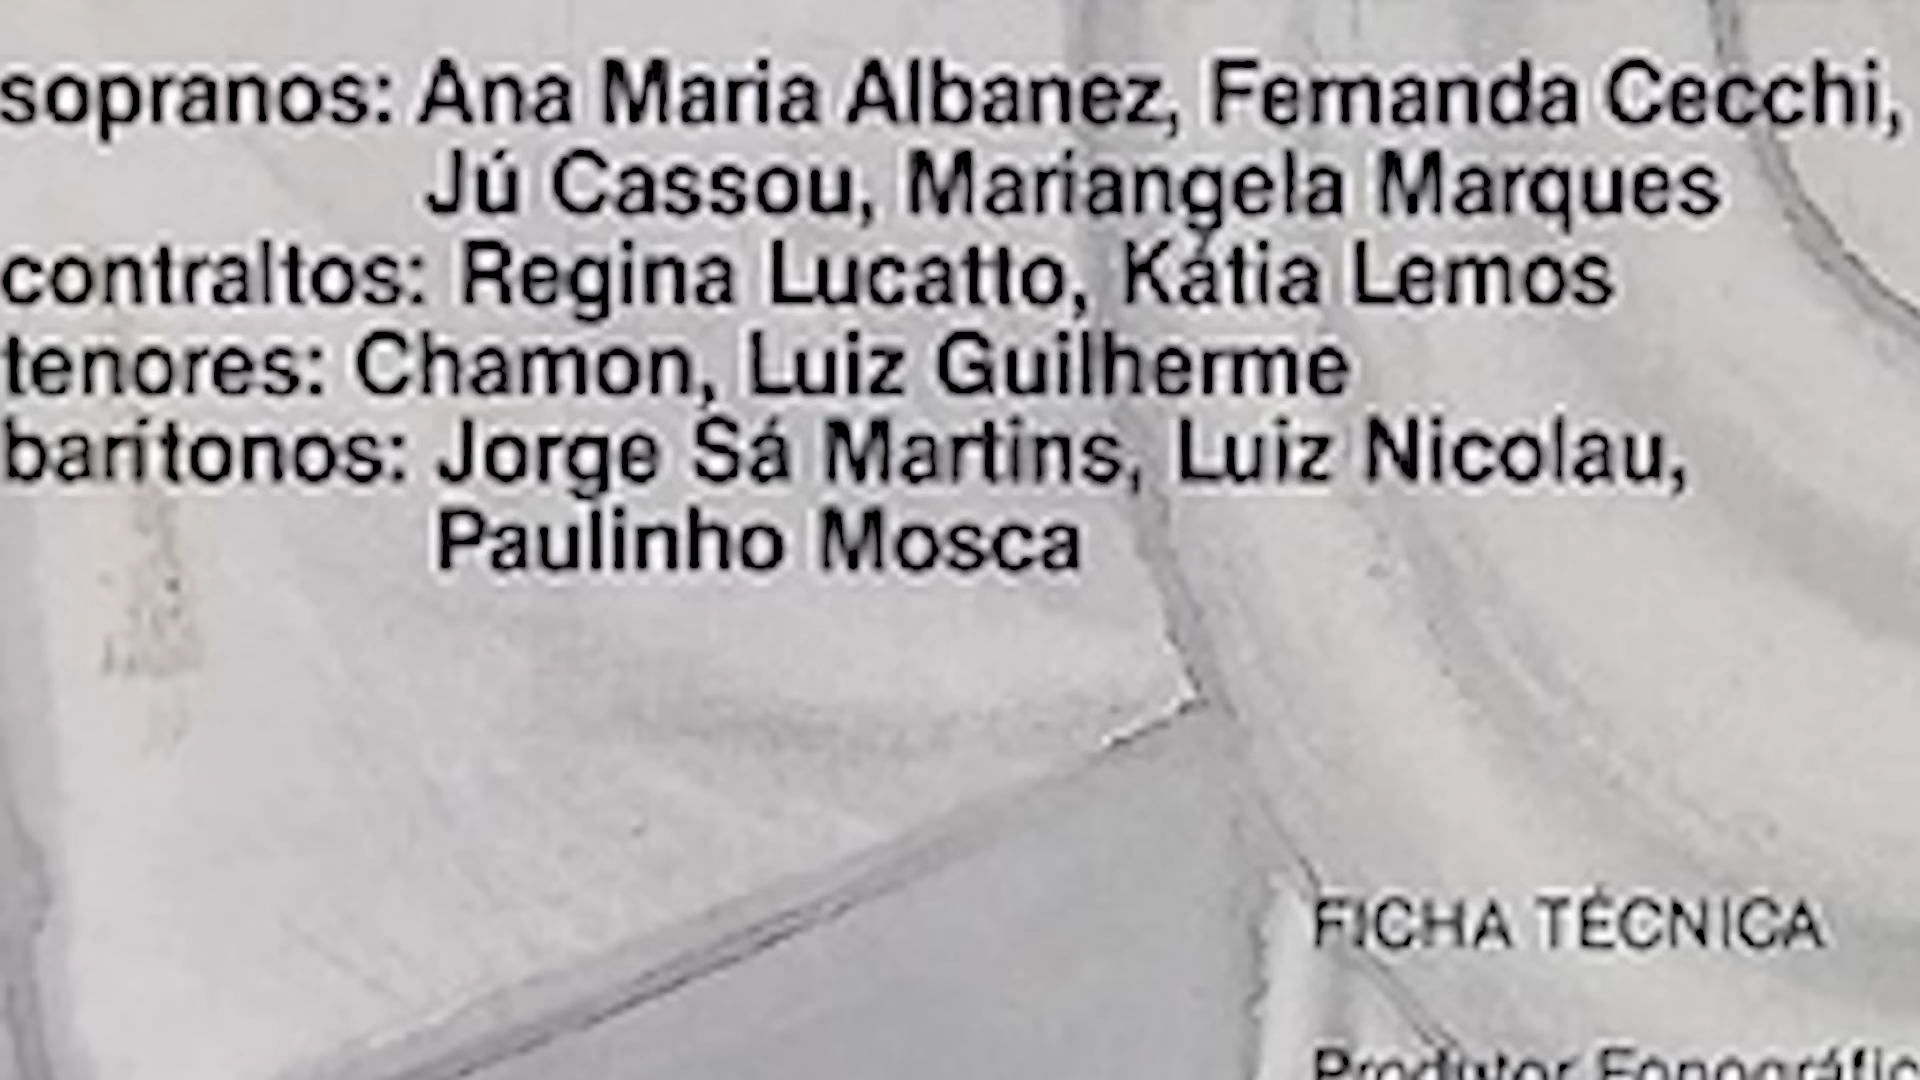 sopranos: Ana Maria Albanez, Fernanda Cecchi,
Jú Cassou, Mariangela Marques
contraltos: Regina Lucatto, Kátia Lemos
tenores: Chamon, Luiz Guilherme
barítonos: Jorge Sá Martins, Luiz Nicolau,
Paulinho Mosca
FICHA TÉCNICA
Produtor